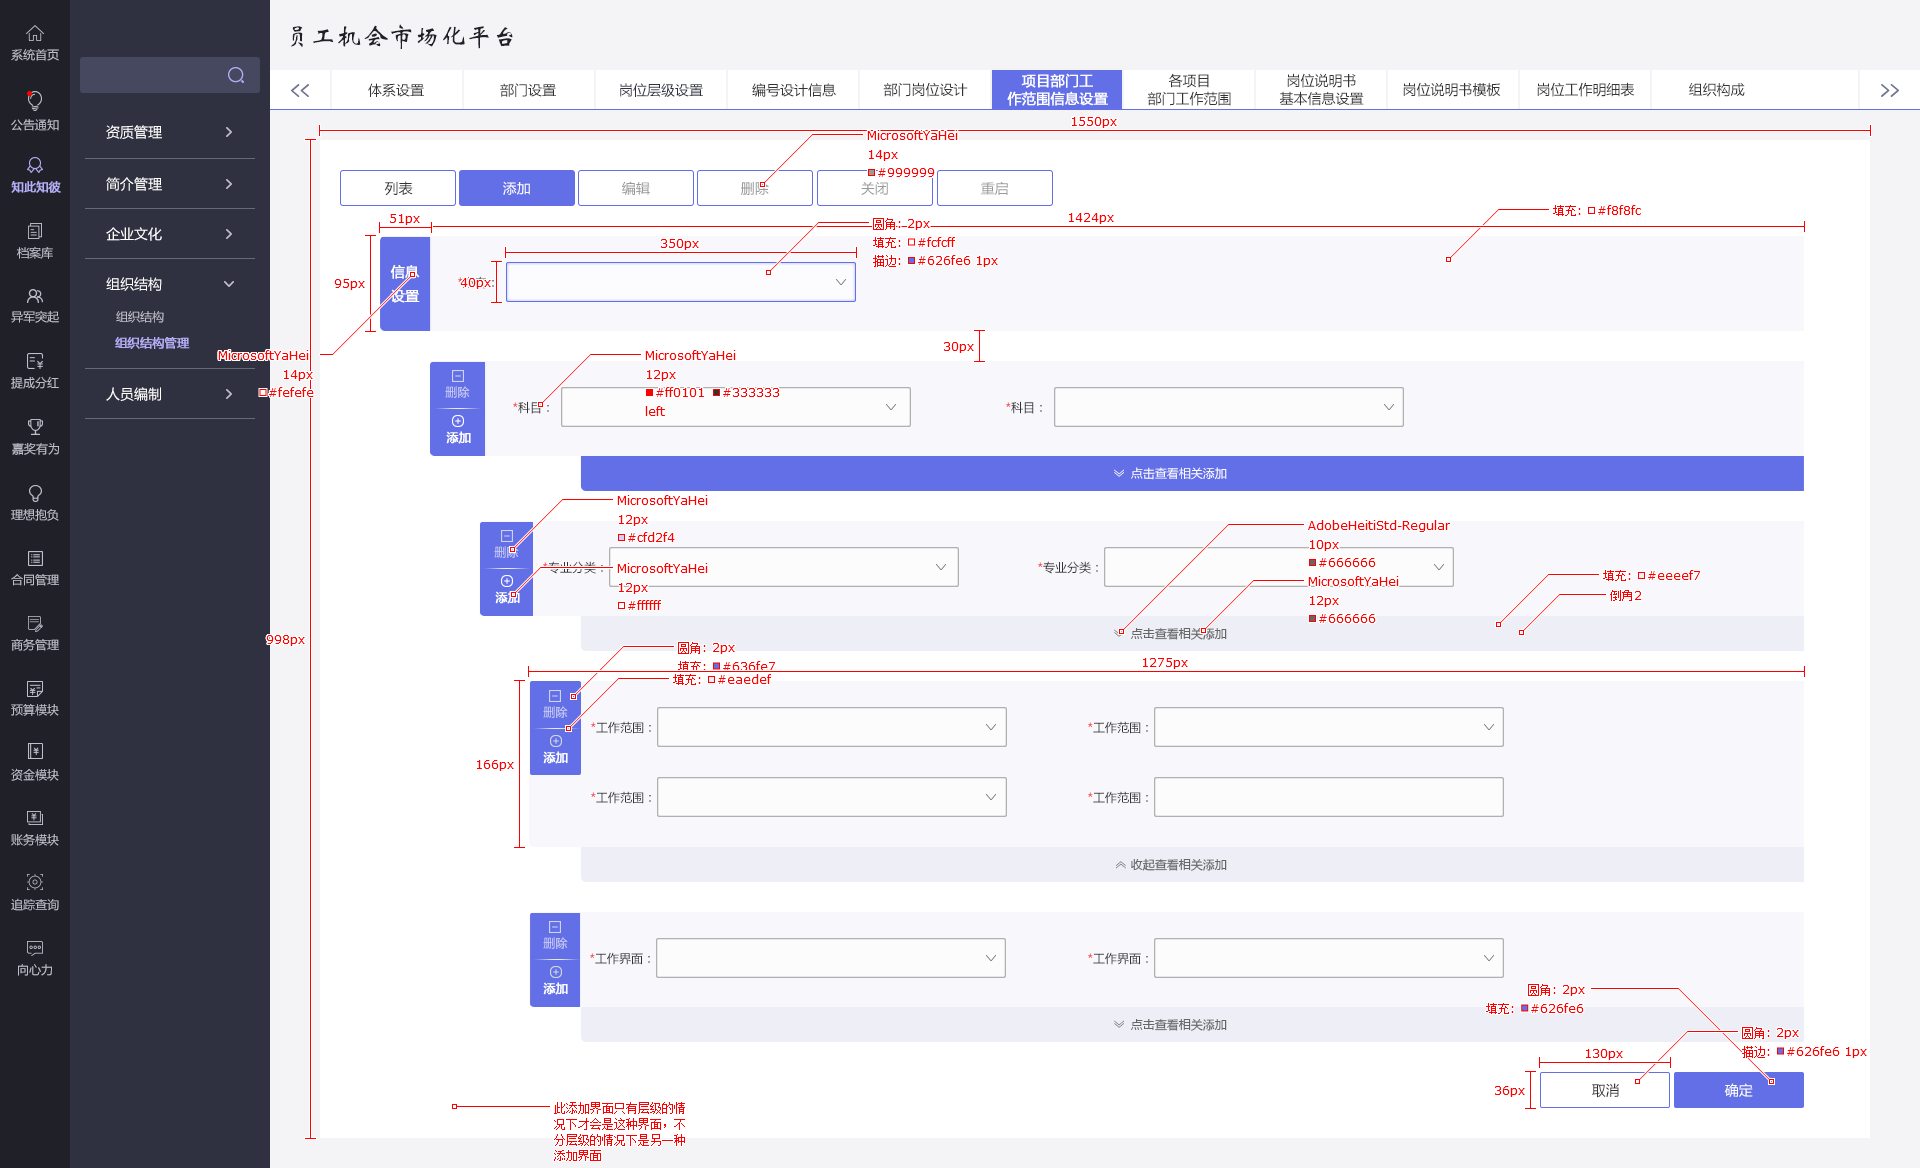 员工机会市场化平台
系统首页
公告通知
知此知彼
档案库
异军突起
提成分红
嘉奖有为
理想抱负
合同管理
商务管理
预算模块
资金模块
账务模块
追踪查询
向心力
资质管理
简介管理
企业文化
组织结构
组织结构
组织结构管理
人员编制
体系设置
部门设置
岗位层级设置
编号设计信息
部门岗位设计
项目部门工
作范围信息设置
各项目
部门工作范围
岗位说明书
基本信息设置
岗位说明书模板
岗位工作明细表
组织构成
1550px
MicrosoftYaHei
14px
#999999
列表
添加
编辑
删除
关闭
重启
51px
1424px
填充: #f8f8fc
圆角: 2px
填充: #fcfcff
描边: #626fe6 1px
350px
95px
信息
设置
40px:
MicrosoftYaHei
14px
#fefefe
30px
MicrosoftYaHei
12px
#ff0101 #333333
left
删除
添加
*科目：
*科目：
点击查看相关添加
MicrosoftYaHei
12px
#cfd2f4
删除
添加
*专业分类：
*专业分类：
MicrosoftYaHei
12px
#ffffff
AdobeHeitiStd-Regular
10px
#666666
MicrosoftYaHei
12px
#666666
填充: #eeeef7
倒角2
点击查看相关添加
998px
圆角: 2px
填充: #636fe7
填充: #eaedef
1275px
166px
删除
添加
*工作范围：
*工作范围：
*工作范围：
*工作范围：
收起查看相关添加
删除
添加
*工作界面：
*工作界面：
点击查看相关添加
圆角: 2px
填充: #626fe6
圆角: 2px
描边: #626fe6 1px
130px
36px
取消
确定
此添加界面只有层级的情
况下才会是这种界面，不
分层级的情况下是另一种
添加界面